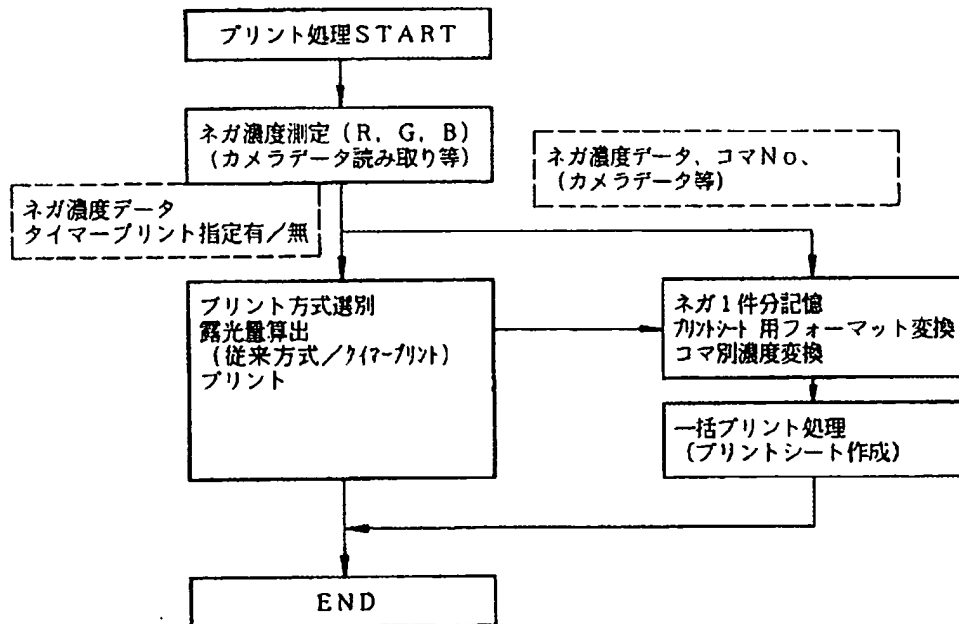 プリント処理START
ネガ濃度測定(R, G, B)
(カメラデータ読み取り等)
ネガ濃度データ、コマNo、
(カメラデータ等)
ネガ濃度データ
タイマープリント指定有/無
プリント方式選別
露光量算出
(従来方式/タイマープリント)
プリント
ネガ1件分記憶
プリントシート用フォーマット変換
コマ別濃度変換
一括プリント処理
(プリントシート作成)
END